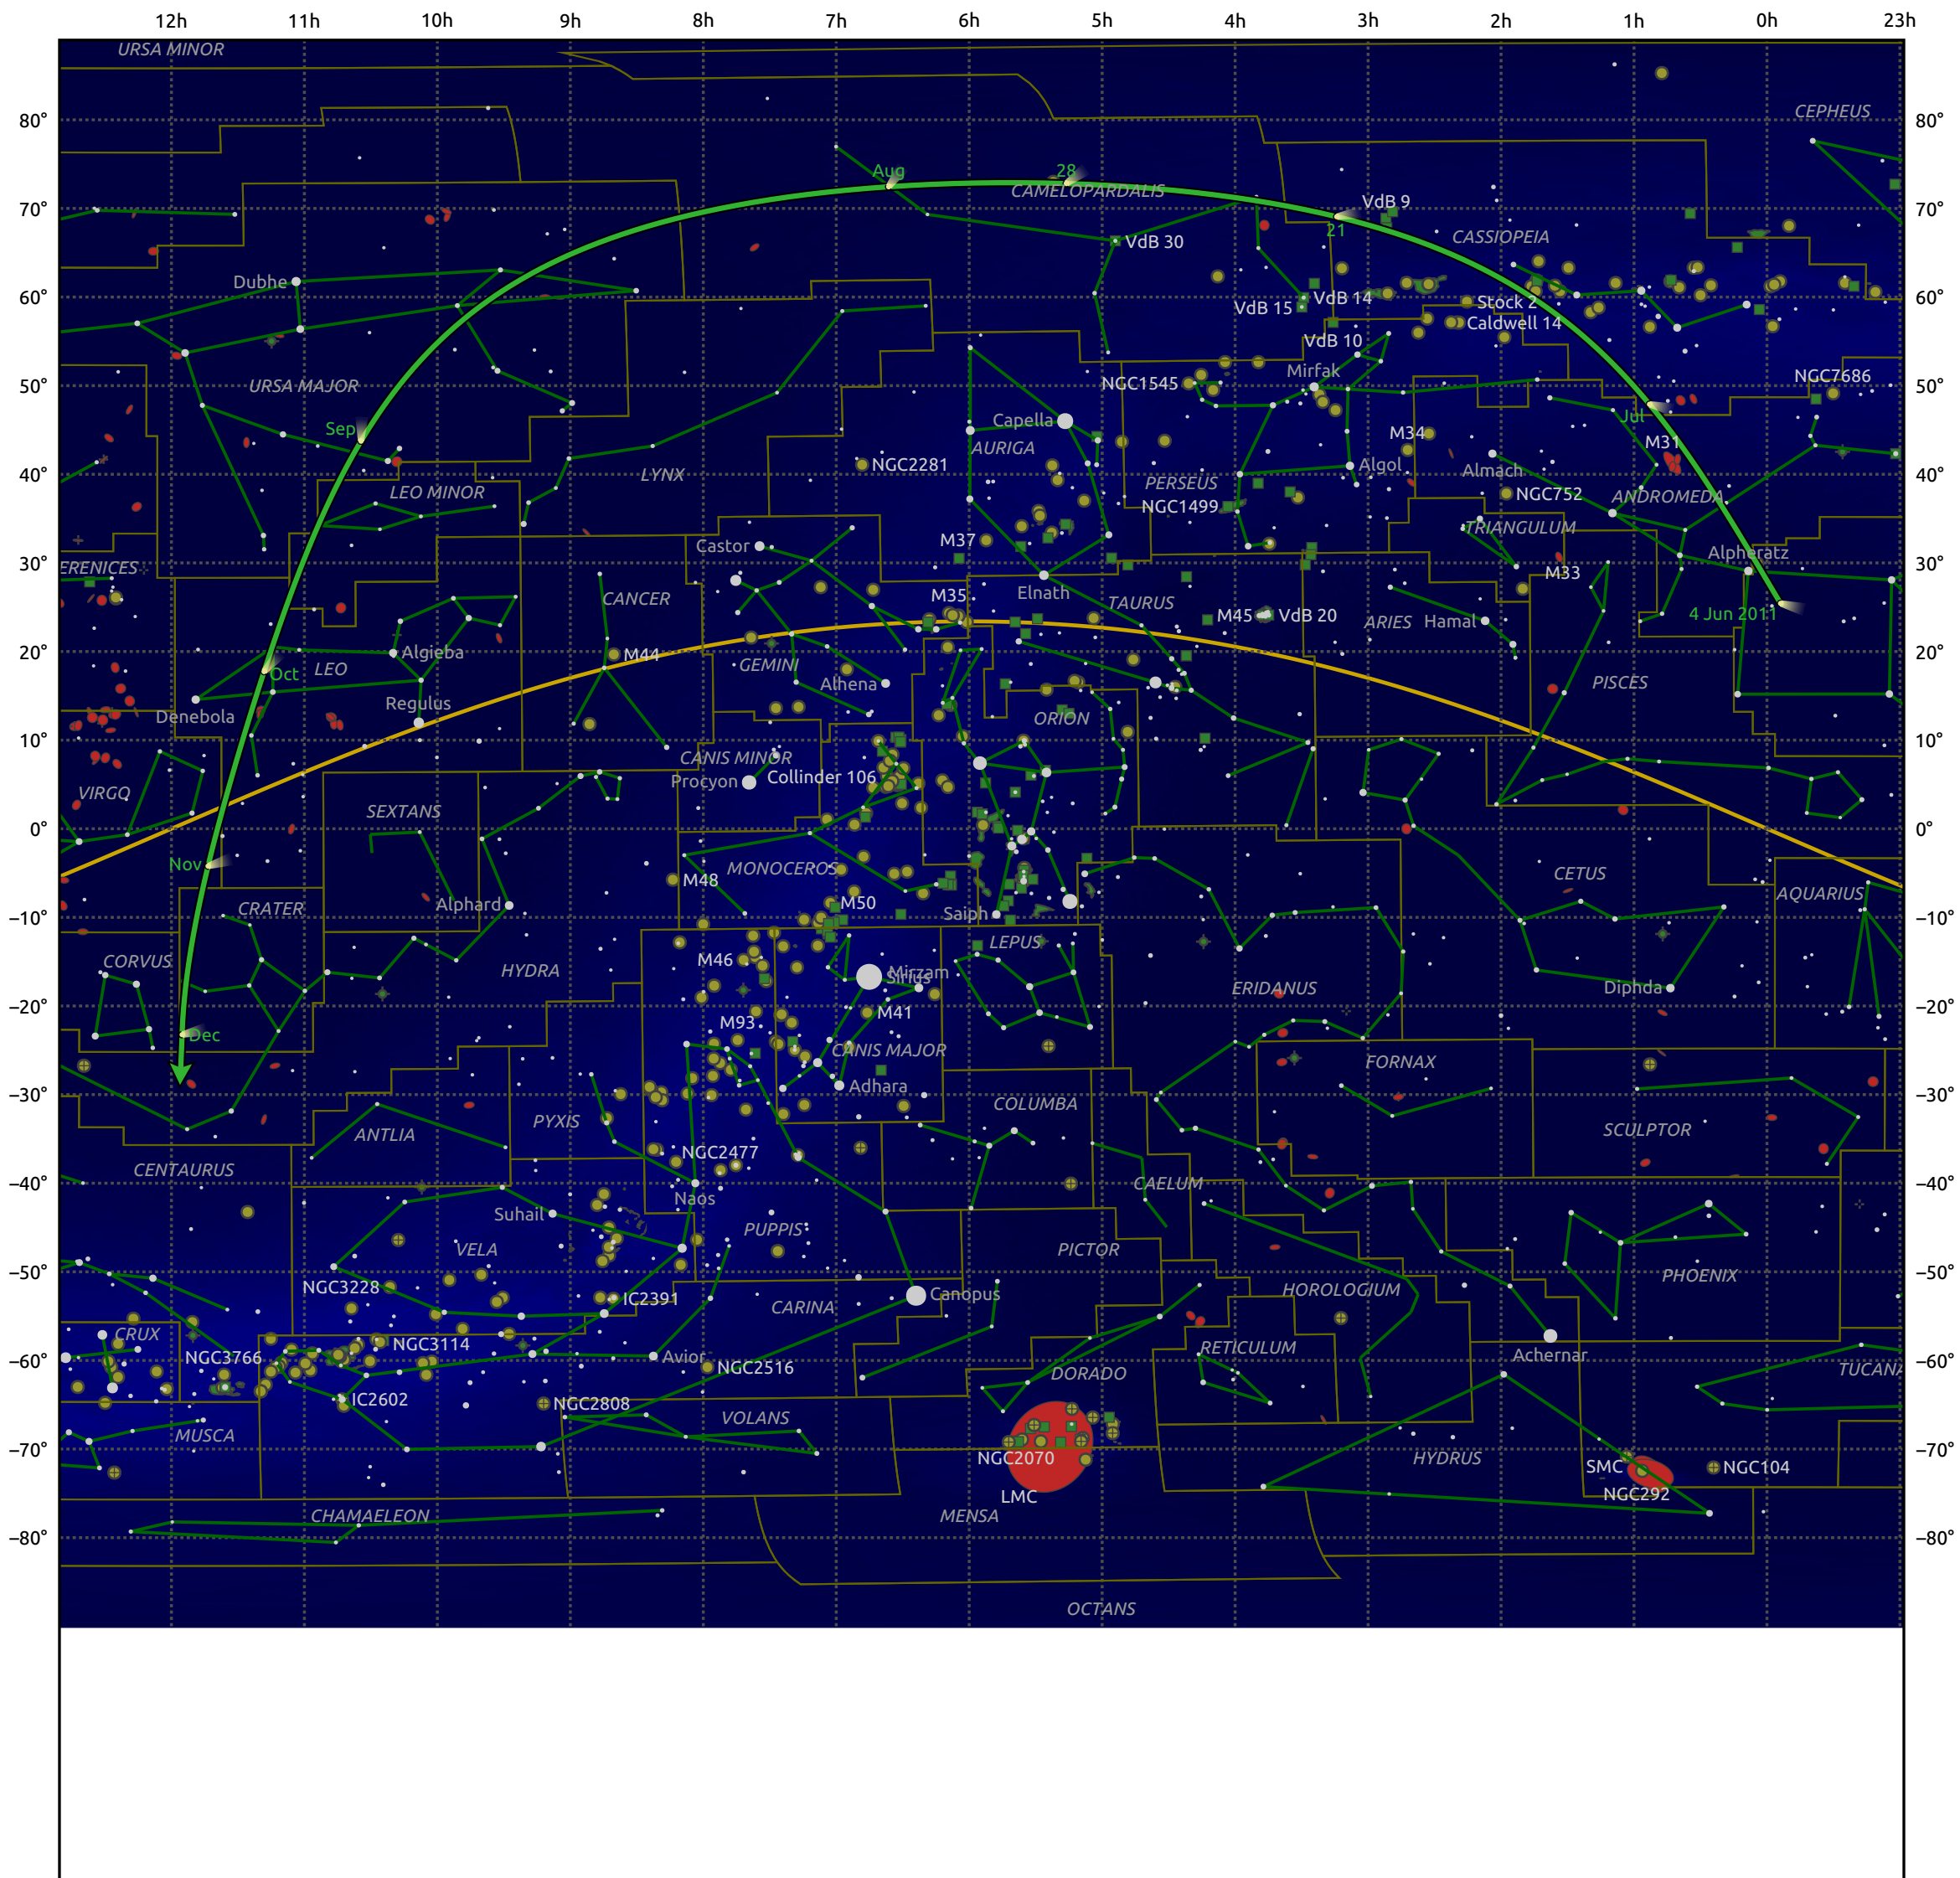 12h 11h 10h 9h 8h 7h 6h 5h 4h 3h 2h 1h 0h 23h
URSA MINOR
CEPHEUS
80° 80°
Aug 28
CAMELOPARDALIS
VdB 9
70° 70°
21
CASSIOPEIA
VdB 30
Dubhe
60° VdB 14 Stock 2 60°
VdB 15
Caldwell 14
VdB 10
Mirfak
NGC7686
URSA MAJOR NGC1545
50° 50°
Jul
Sep Capella
M34 M31
AURIGA
NGC2281 Algol Almach
40° LYNX 40°
PERSEUS
LEO MINOR NGC752 ANDROMEDA
NGC1499
TRIANGULUM
M37
Castor Alpheratz
30° 30°
ERENICES M33
Elnath
CANCER M35 TAURUS
M45 VdB 20 ARIES Hamal 4 Jun 2011
20° Algieba M44 20°
Oct LEO GEMINI
Alhena PISCES
Regulus
Denebola ORION
10° 10°
CANIS MINOR
Procyon Collinder 106
VIRGO
SEXTANS
0° 0°
Nov MONOCEROS
M48 CETUS
AQUARIUS
CRATER Alphard M50
−10° Saiph −10°
LEPUS
CORVUS M46
HYDRA Mirzam
Sirius
ERIDANUS Diphda
−20° M41 −20°
M93
Dec
CANIS MAJOR
FORNAX
Adhara
−30° COLUMBA −30°
PYXIS
ANTLIA SCULPTOR
NGC2477
CENTAURUS
−40° CAELUM −40°
Naos
Suhail
PUPPIS
VELA PICTOR
−50° −50°
PHOENIX
NGC3228 HOROLOGIUM
Canopus
IC2391 CARINA
CRUX
NGC3114
RETICULUM
NGC3766 Avior Achernar
−60° NGC2516 −60°
DORADO TUCANA
IC2602
NGC2808
VOLANS
MUSCA
−70° −70°
NGC2070 HYDRUS
SMC NGC104
LMC NGC292
CHAMAELEON MENSA
−80° −80°
OCTANS